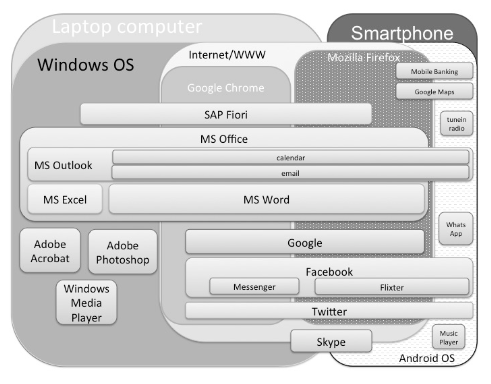 Laptop computer
Smartphone
Windows OS
Internet/WWW
Mozilla Firefox
Mobile Banking
Google Chrome
Google Maps
SAP Fiori
tunein
radio
MS Office
MS Outlook
calendar
email
MS Excel
MS Word
Whats
App
Adobe
Acrobat
Adobe
Photoshop
Google
Facebook
Messenger
Flixter
Windows
Media
Player
Twitter
Skype
Music
Player
Android OS